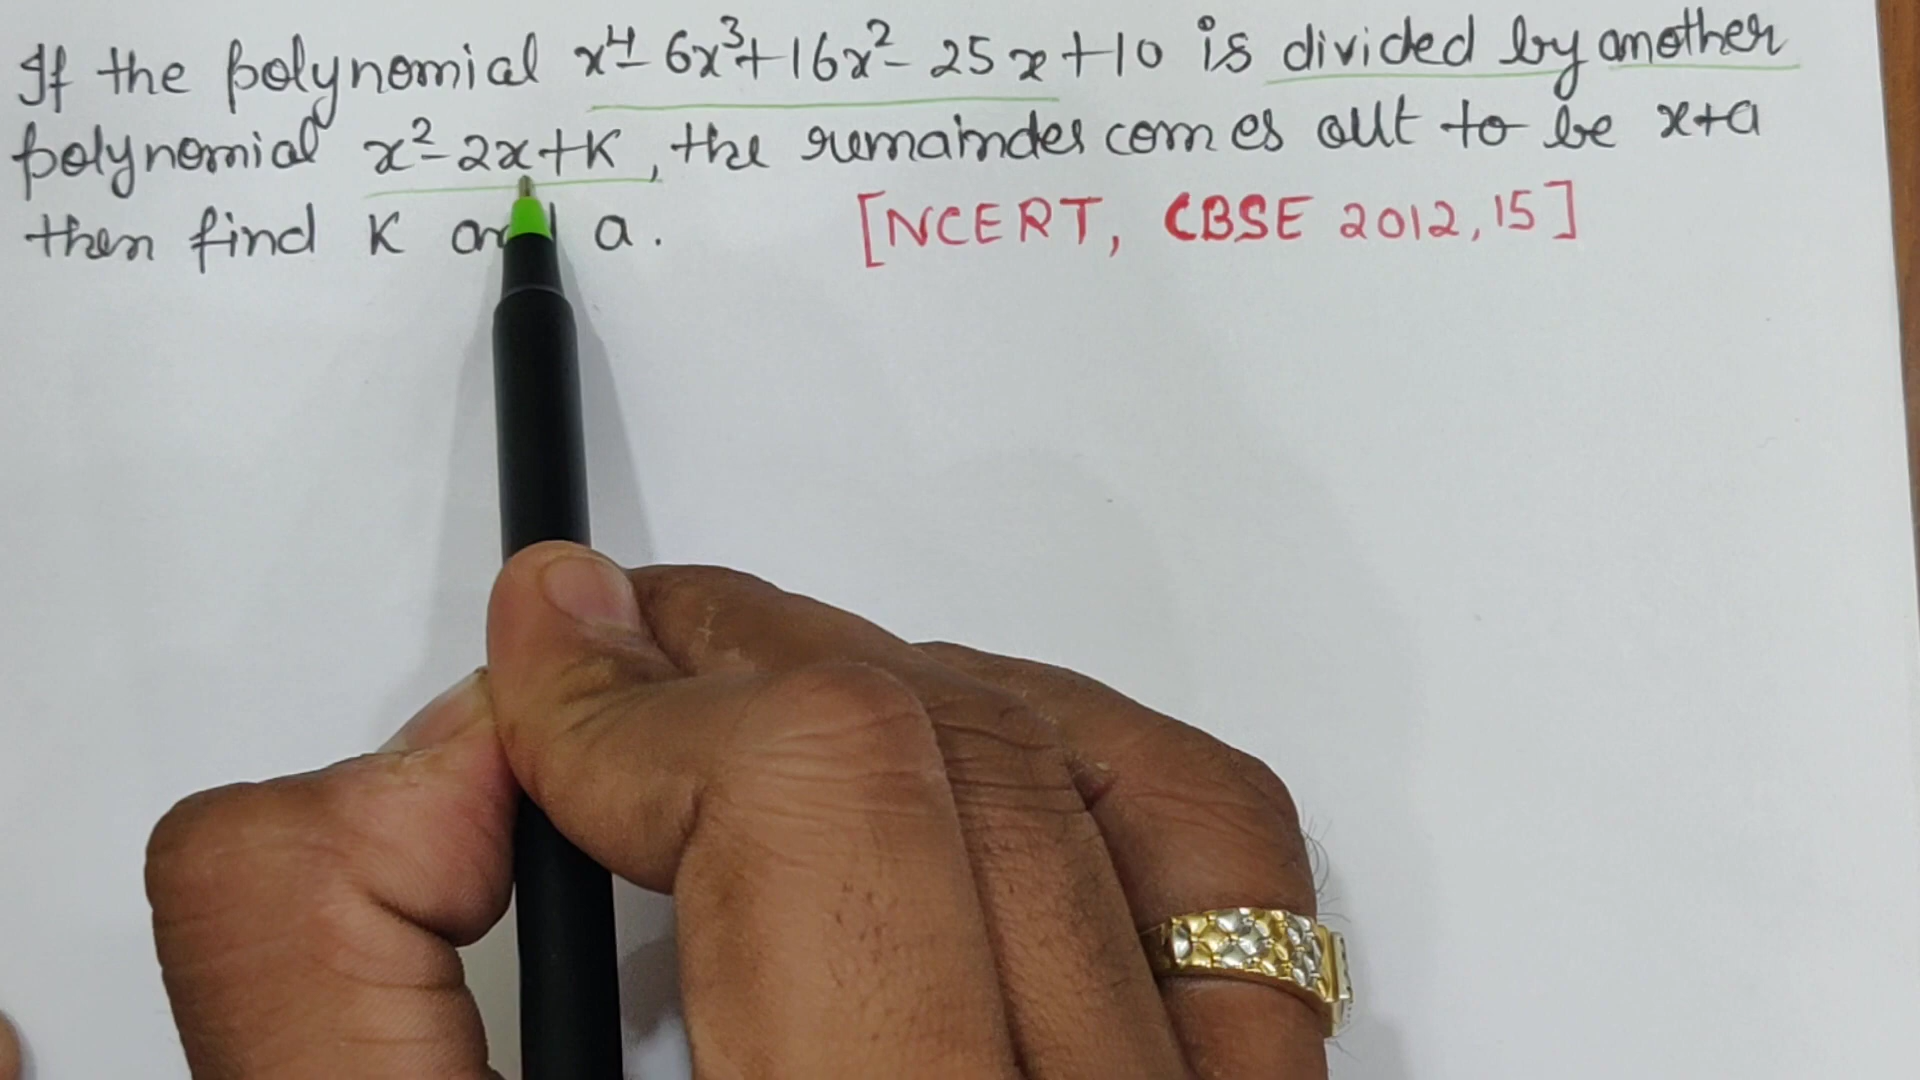 If the polynomial x⁴ - 6x³ + 16x² - 25x + 10 is divided by another
polynomial x² - 2x + K, the remainder comes out to be x+a
then find K and a. [NCERT, CBSE 2012, 15]